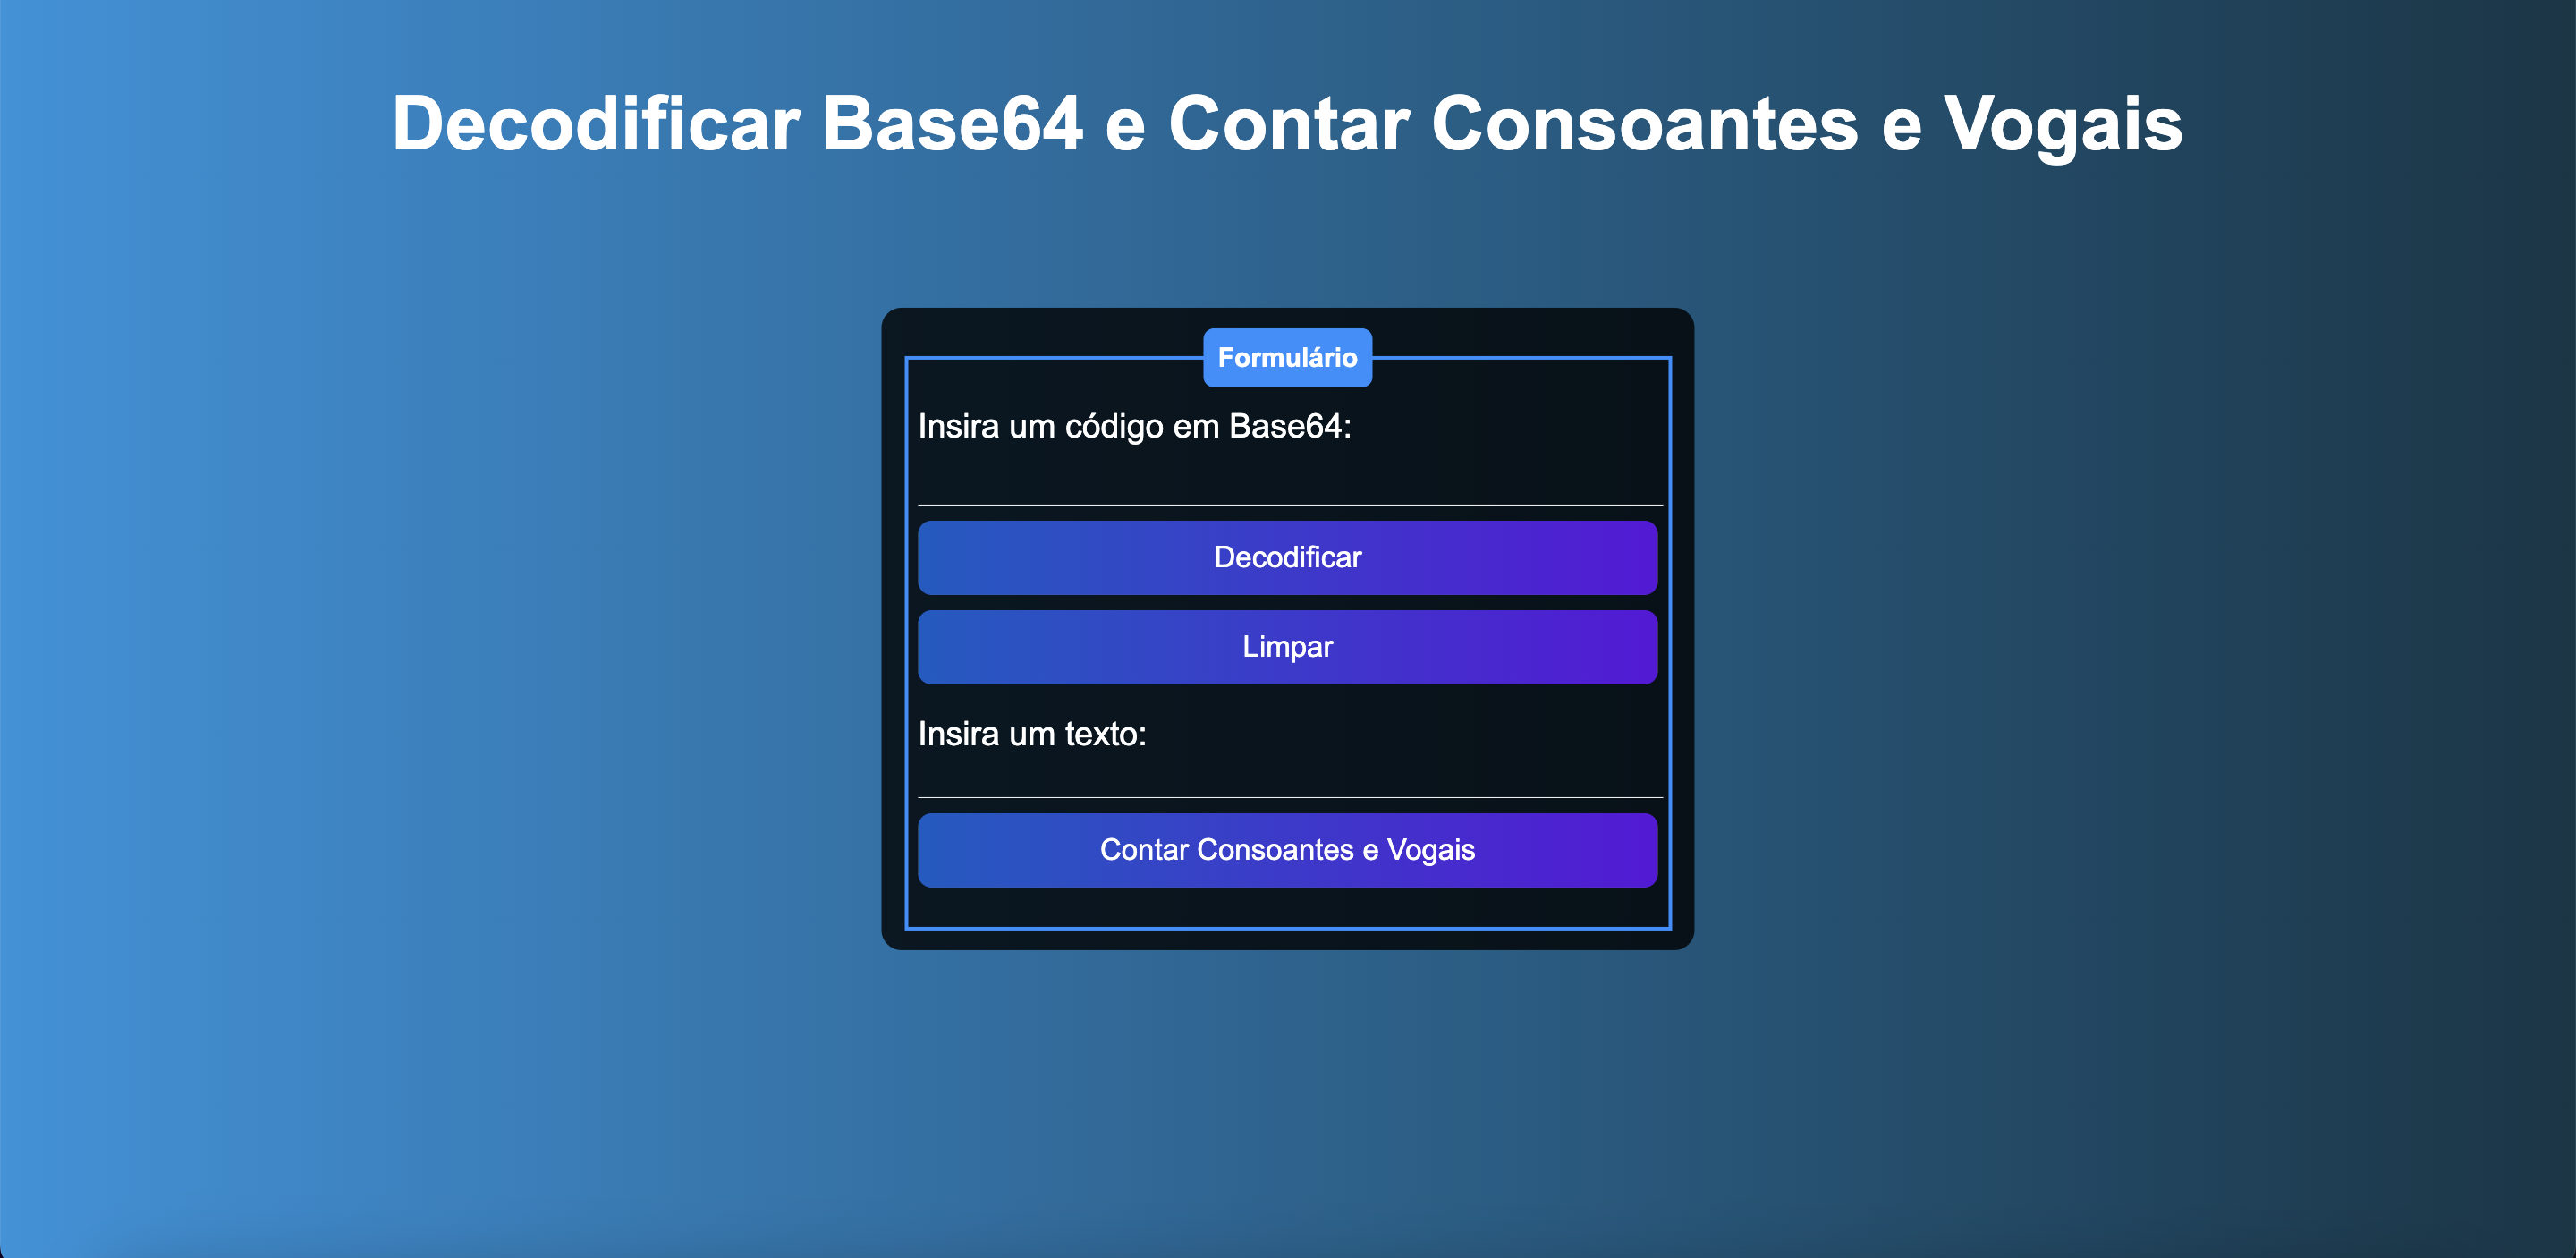 Decodificar Base64 e Contar Consoantes e Vogais
Formulário
Insira um código em Base64:
Decodificar
Limpar
Insira um texto:
Contar Consoantes e Vogais